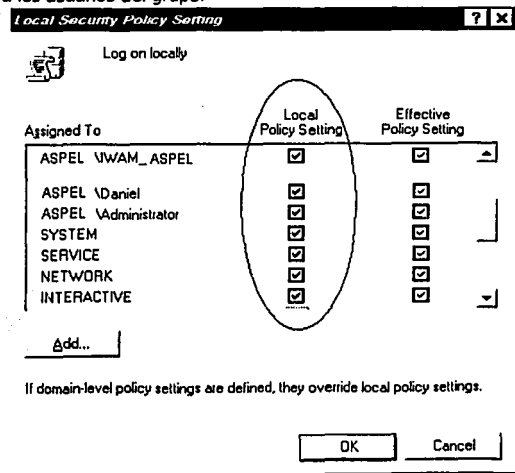 a los usuarios del grupo.
Local Security Policy Setting
Log on locally
Assigned To
Local Policy Setting
Effective Policy Setting
ASPEL \IWAM_ASPEL
ASPEL \Daniel
ASPEL \Administrator
SYSTEM
SERVICE
NETWORK
INTERACTIVE
Add...
If domain-level policy settings are defined, they override local policy settings.
OK
Cancel